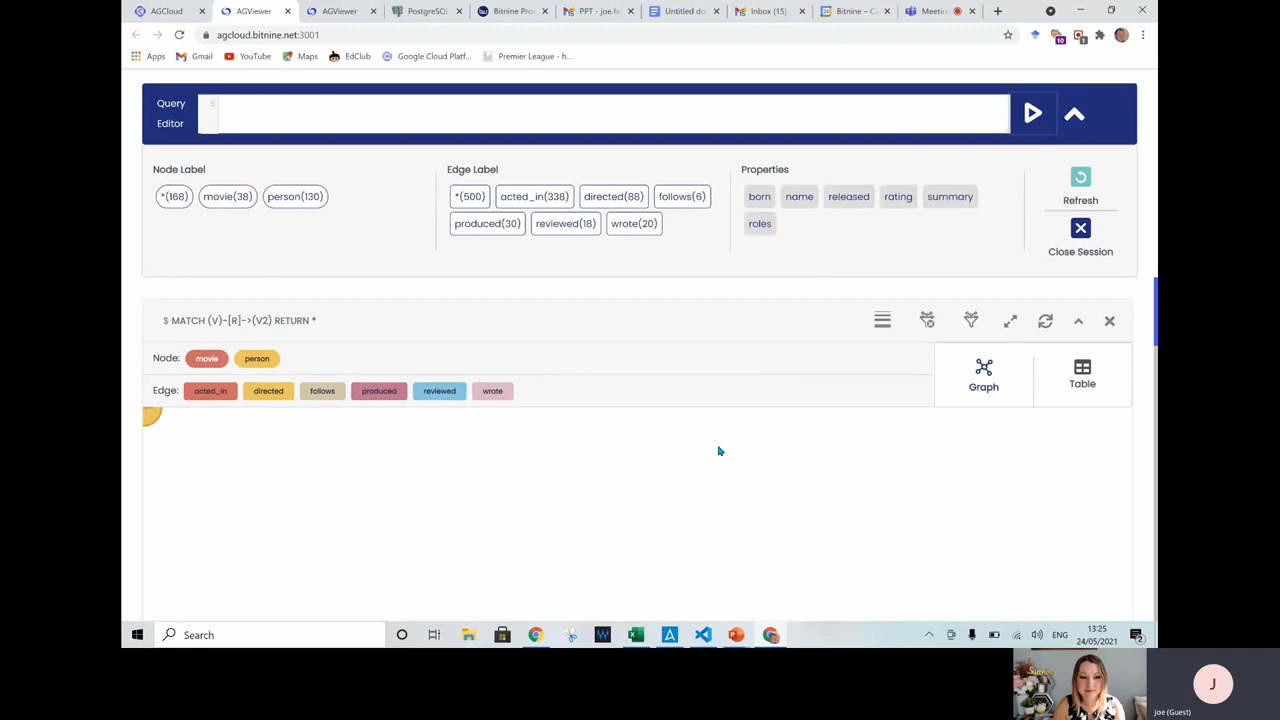 AGCloud
AGViewer
AGViewer
PostgreSQL
Bitnine Pro
PPT - joe.fa
Untitled do
Inbox (15)
Bitnine – Ca
Meetin
agcloud.bitnine.net:3001
10
1
Apps
Gmail
YouTube
Maps
EdClub
Google Cloud Platf...
Premier League - h...
Query
Editor
$
Node Label
Edge Label
Properties
*(168)
movie(38)
person(130)
*(500)
acted_in(338)
directed(88)
follows(6)
produced(30)
reviewed(18)
wrote(20)
born
name
released
rating
summary
roles
Refresh
Close Session
$ MATCH (V)-[R]->(V2) RETURN *
Node:
movie
person
Edge:
acted_in
directed
follows
produced
reviewed
wrote
Graph
Table
Search
ENG
13:25
24/05/2021
2
J
joe (Guest)